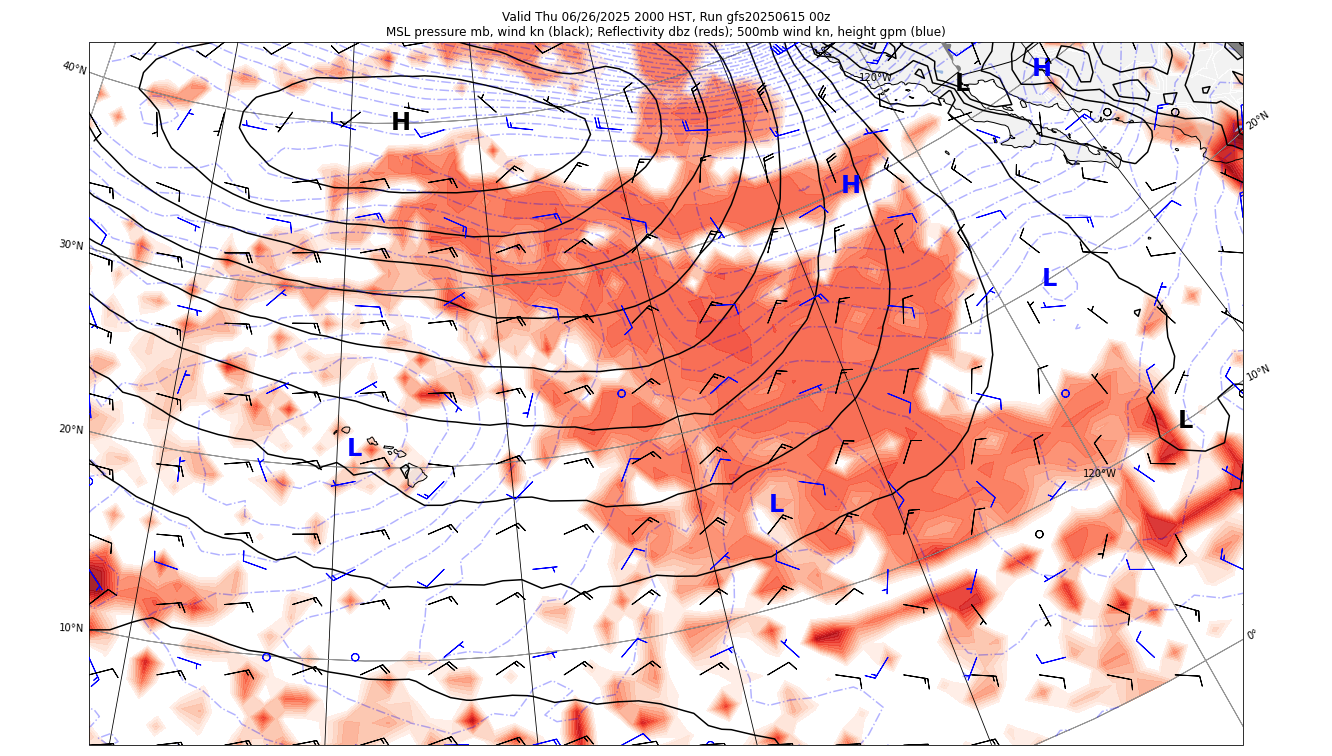 Valid Thu 06/26/2025 2000 HST, Run gfs20250615 00z
MSL pressure mb, wind kn (black); Reflectivity dbz (reds); 500mb wind kn, height gpm (blue)
40°N
120°W
L
H
20°N
H
H
30°N
L
10°N
L
20°N
L
120°W
L
10°N
0°